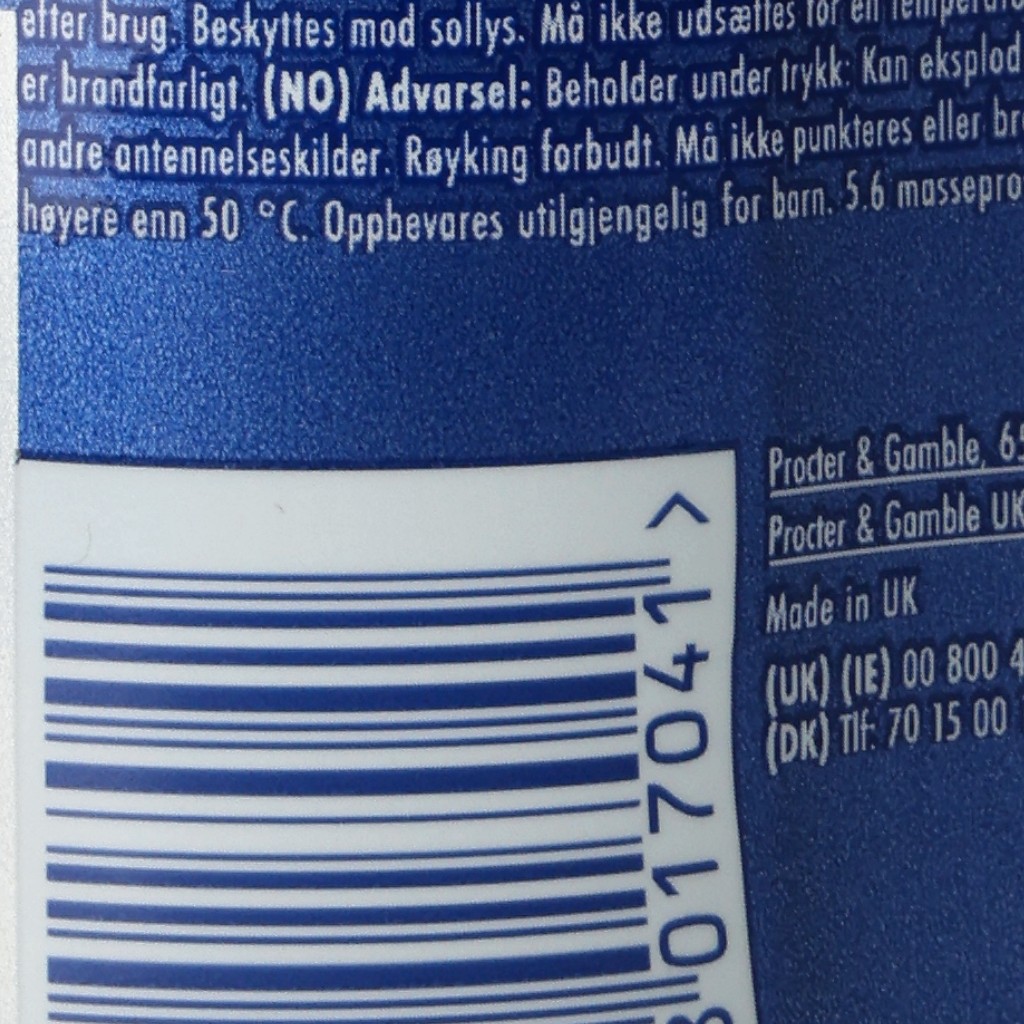 efter brug. Beskyttes mod sollys. Må ikke udsættes for en
er brandfarligt. (NO) Advarsel: Beholder under trykk: Kan eksplod
andre antennelseskilder. Røyking forbudt. Må ikke punkteres eller br
høyere enn 50 °C. Oppbevares utilgjengelig for barn. 5.6 massepro
Procter & Gamble, 65
Procter & Gamble UK
Made in UK
(UK) (IE) 00 800 4
(DK) Tlf: 70 15 00
017041 >